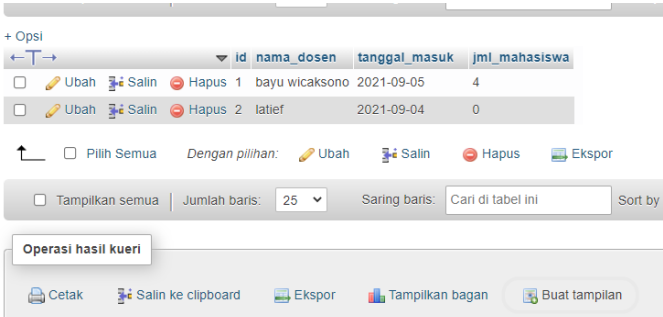 + Opsi
id nama_dosen tanggal_masuk jml_mahasiswa
Ubah Salin Hapus 1 bayu wicaksono 2021-09-05 4
Ubah Salin Hapus 2 latief 2021-09-04 0
Pilih Semua Dengan pilihan: Ubah Salin Hapus Ekspor
Tampilkan semua Jumlah baris: 25 Saring baris: Cari di tabel ini Sort by
Operasi hasil kueri
Cetak Salin ke clipboard Ekspor Tampilkan bagan Buat tampilan